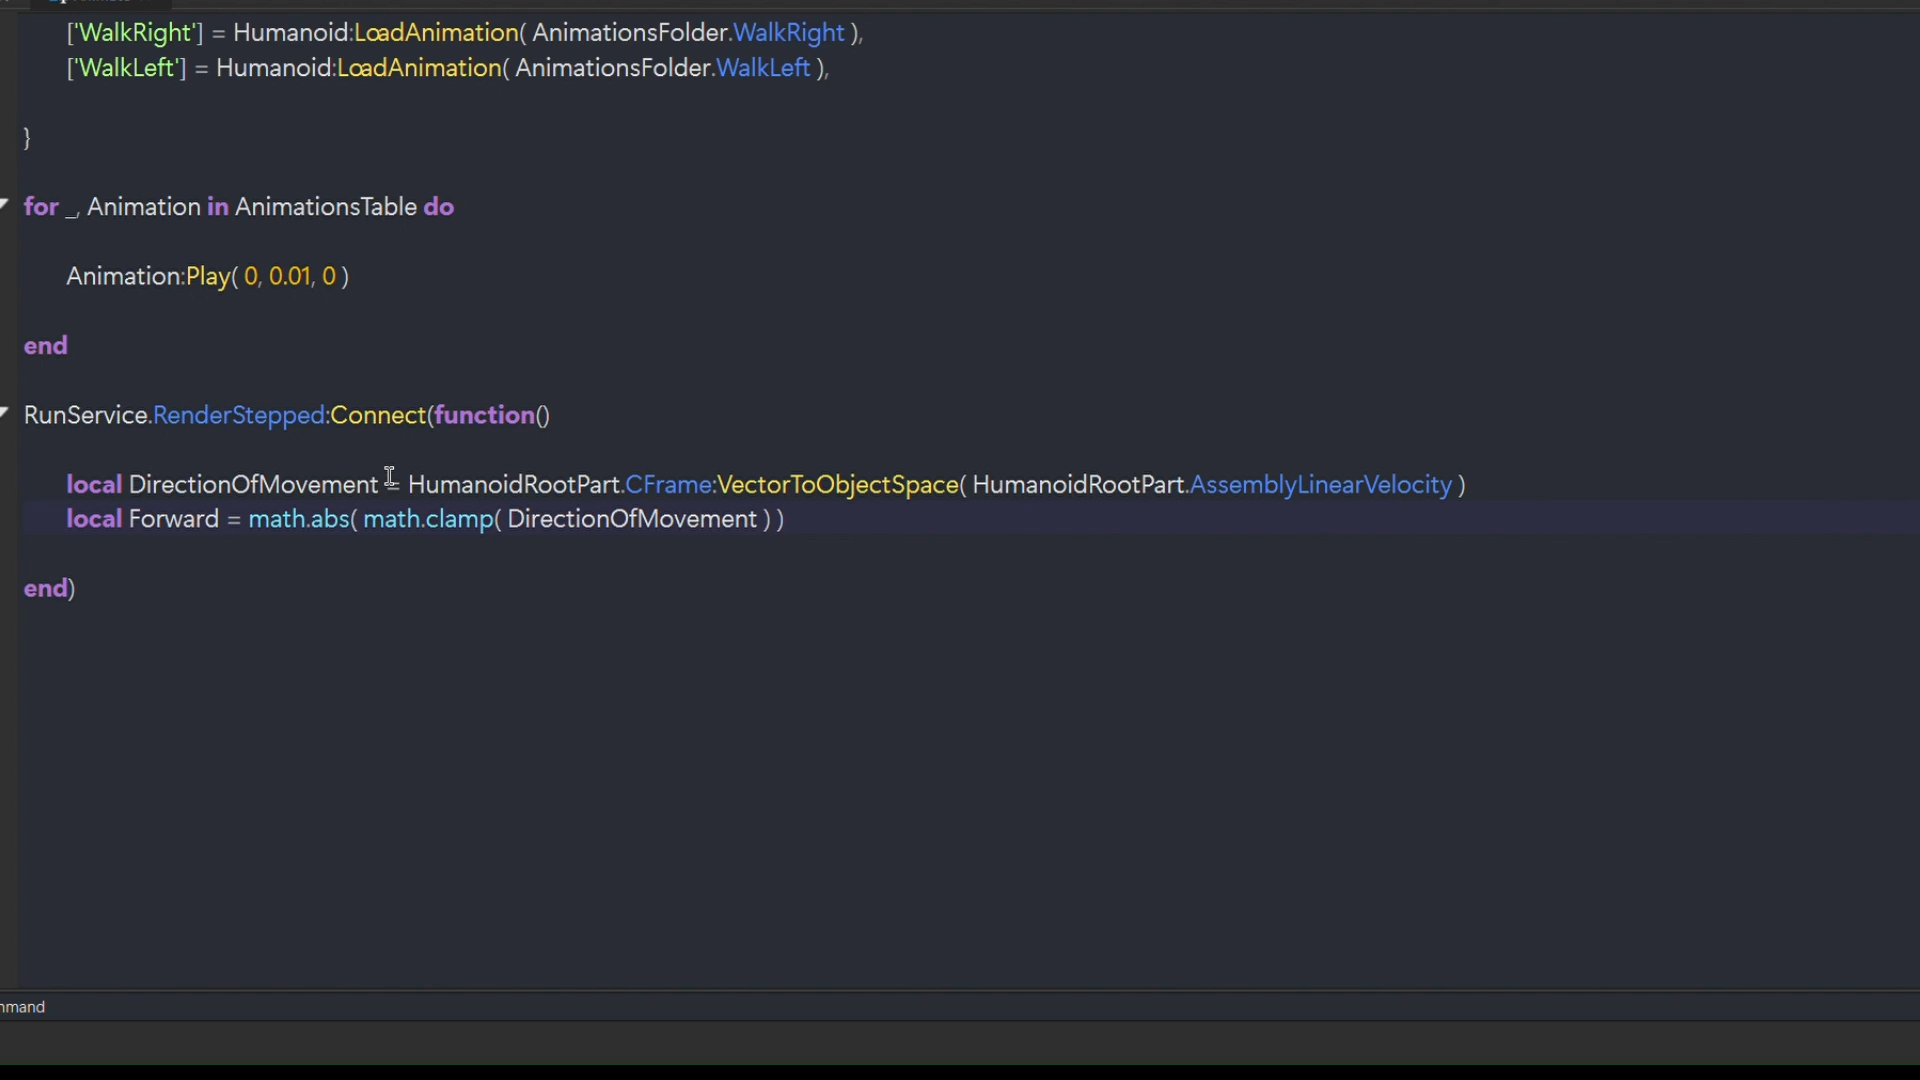 ['WalkRight'] = Humanoid:LoadAnimation( AnimationsFolder.WalkRight ),
['WalkLeft'] = Humanoid:LoadAnimation( AnimationsFolder.WalkLeft ),
}
for _, Animation in AnimationsTable do
Animation:Play( 0, 0.01, 0 )
end
RunService.RenderStepped:Connect(function()
local DirectionOfMovement = HumanoidRootPart.CFrame:VectorToObjectSpace( HumanoidRootPart.AssemblyLinearVelocity )
local Forward = math.abs( math.clamp( DirectionOfMovement ) )
end)
mmand